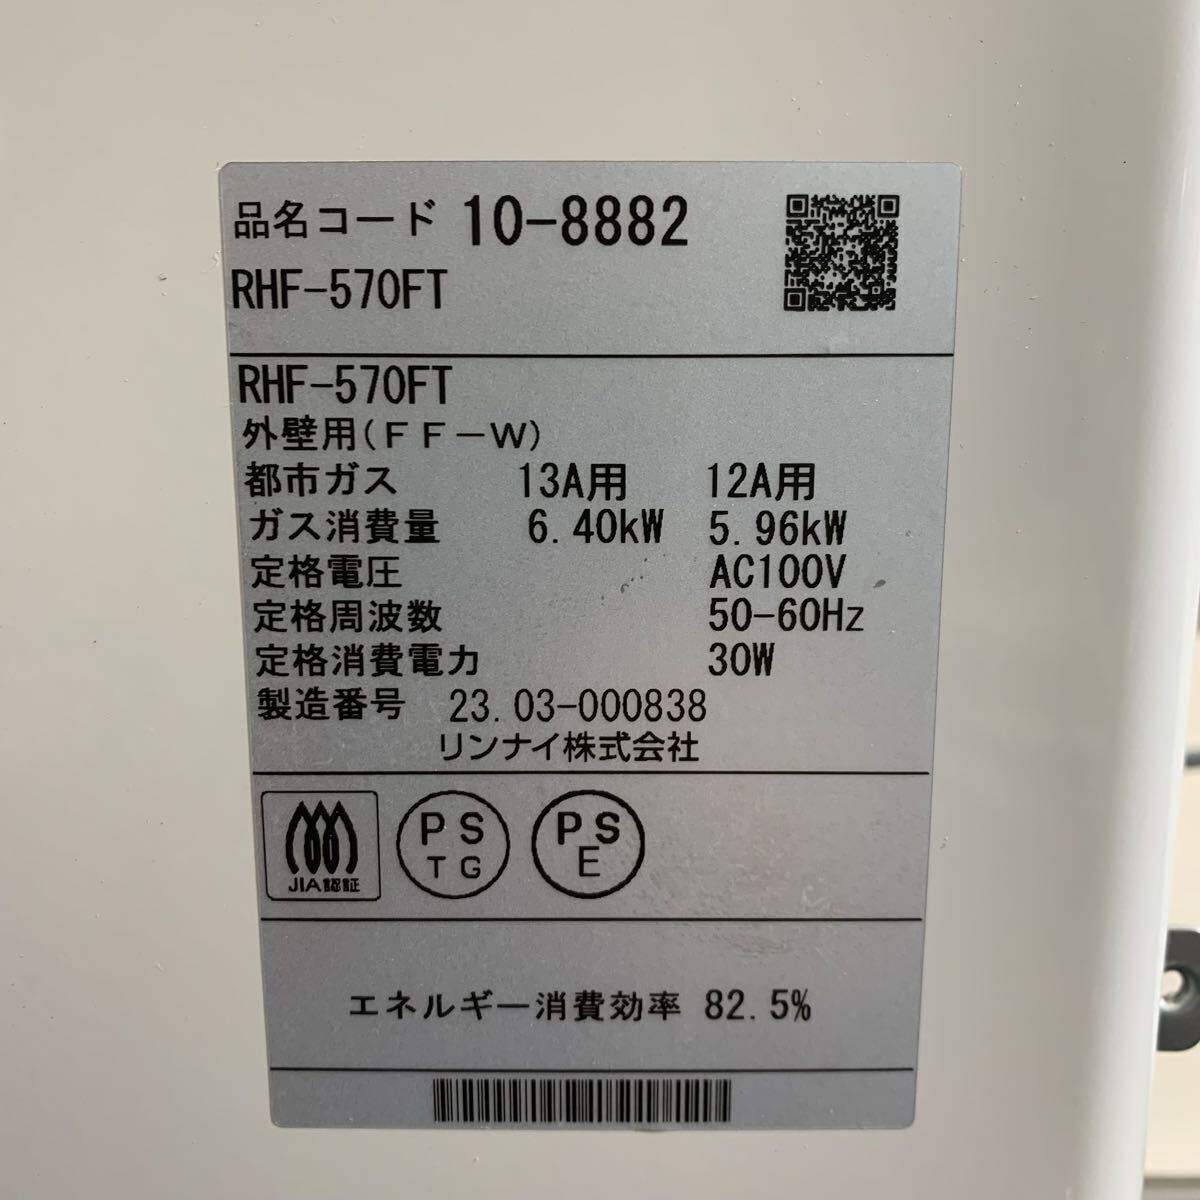 品名コード 10-8882
RHF-570FT
RHF-570FT
外壁用(ＦＦ－Ｗ)
都市ガス 13A用 12A用
ガス消費量 6.40kW 5.96kW
定格電圧 AC100V
定格周波数 50-60Hz
定格消費電力 30W
製造番号 23.03-000838
リンナイ株式会社
JIA認証
PS TG
PS E
エネルギー消費効率 82.5%